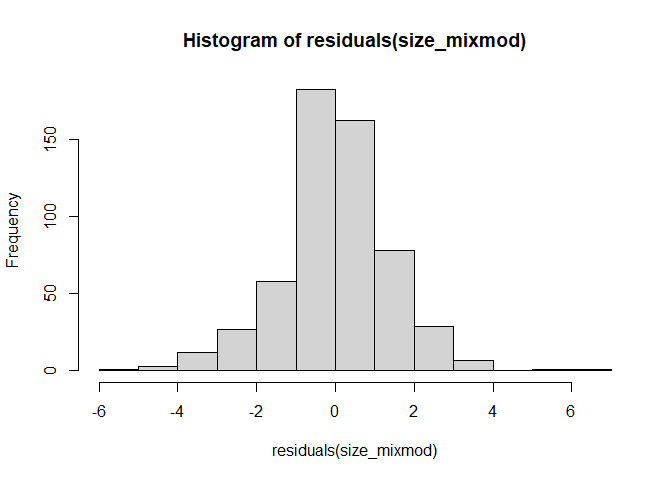 Histogram of residuals(size_mixmod)
Frequency
150
100
50
0
-6 -4 -2 0 2 4 6
residuals(size_mixmod)